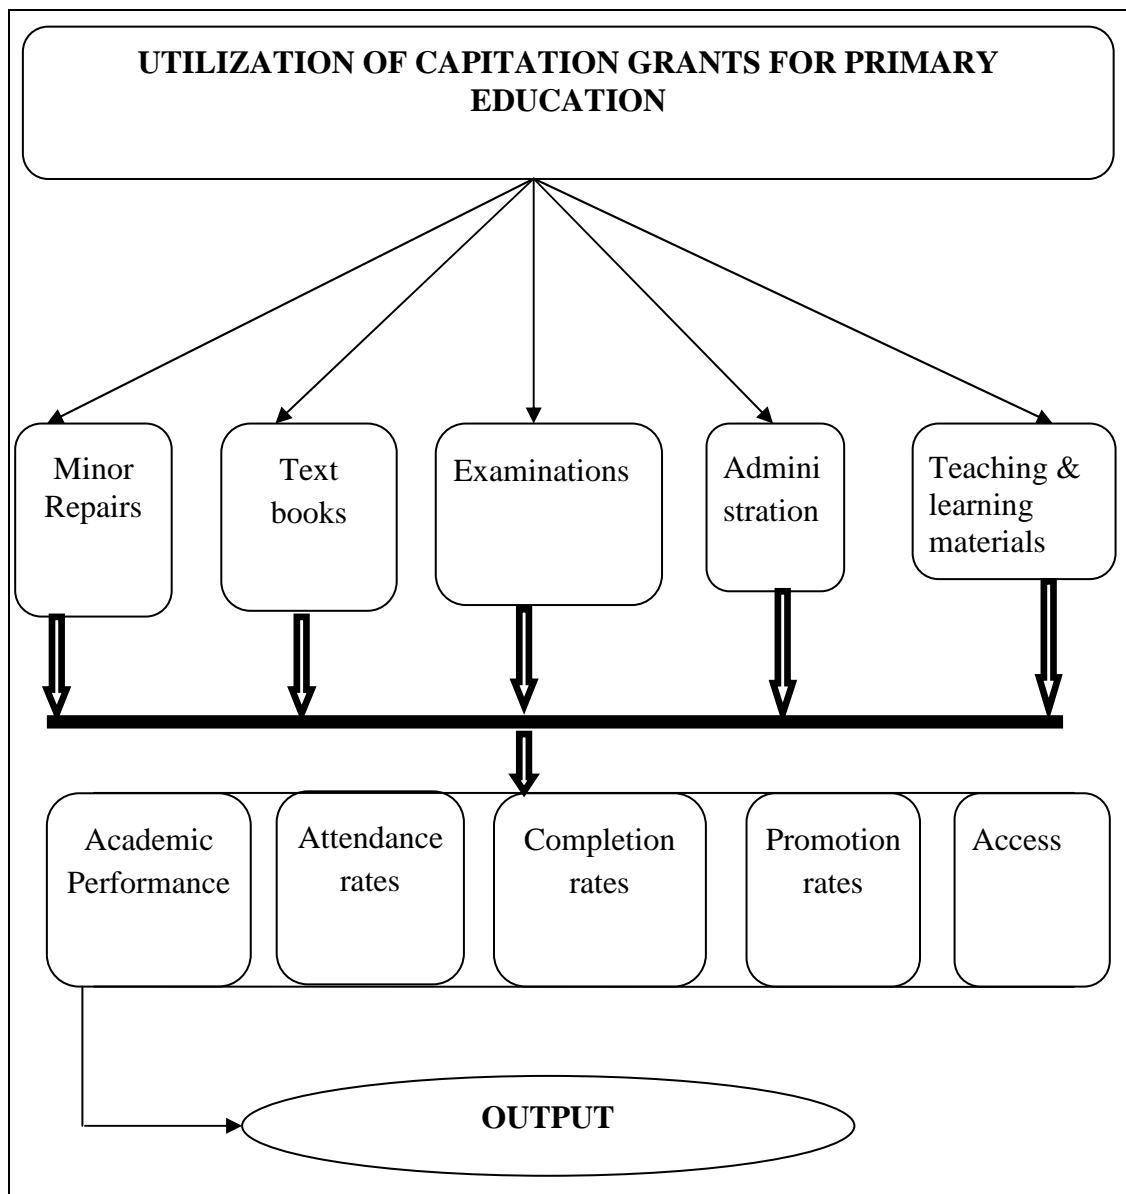 UTILIZATION OF CAPITATION GRANTS FOR PRIMARY
EDUCATION
Minor
Repairs
Text
books
Examinations
Admini
stration
Teaching &
learning
materials
Academic
Performance
Attendance
rates
Completion
rates
Promotion
rates
Access
OUTPUT